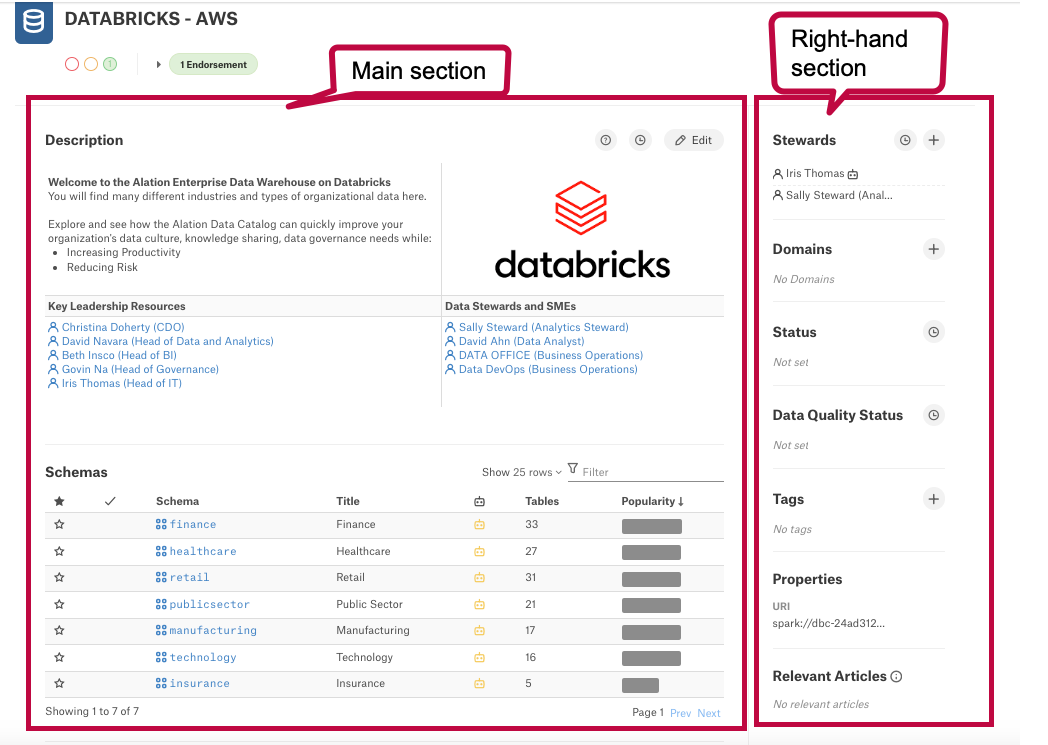 DATABRICKS - AWS
1
1 Endorsement
Main section
Right-hand
section
Description
Edit
Welcome to the Alation Enterprise Data Warehouse on Databricks
You will find many different industries and types of organizational data here.
Explore and see how the Alation Data Catalog can quickly improve your
organization's data culture, knowledge sharing, data governance needs while:
• Increasing Productivity
• Reducing Risk
databricks
Key Leadership Resources
Christina Doherty (CDO)
David Navara (Head of Data and Analytics)
Beth Insco (Head of BI)
Govin Na (Head of Governance)
Iris Thomas (Head of IT)
Data Stewards and SMEs
Sally Steward (Analytics Steward)
David Ahn (Data Analyst)
DATA OFFICE (Business Operations)
Data DevOps (Business Operations)
Schemas
Show 25 rows
Filter
Schema Title Tables Popularity ↓
finance Finance 33
healthcare Healthcare 27
retail Retail 31
publicsector Public Sector 21
manufacturing Manufacturing 17
technology Technology 16
insurance Insurance 5
Showing 1 to 7 of 7
Page 1 Prev Next
Stewards
Iris Thomas
Sally Steward (Anal...
Domains
No Domains
Status
Not set
Data Quality Status
Not set
Tags
No tags
Properties
URI
spark://dbc-24ad312...
Relevant Articles
No relevant articles